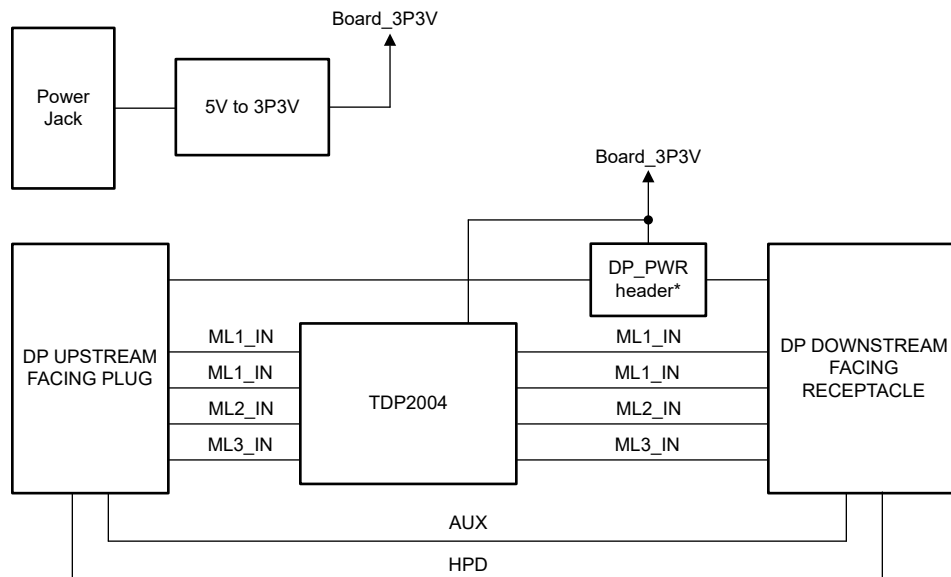 Board_3P3V
Power
Jack
5V to 3P3V
Board_3P3V
DP_PWR
header*
DP UPSTREAM
FACING PLUG
ML1_IN
ML1_IN
ML2_IN
ML3_IN
TDP2004
ML1_IN
ML1_IN
ML2_IN
ML3_IN
DP DOWNSTREAM
FACING
RECEPTACLE
AUX
HPD